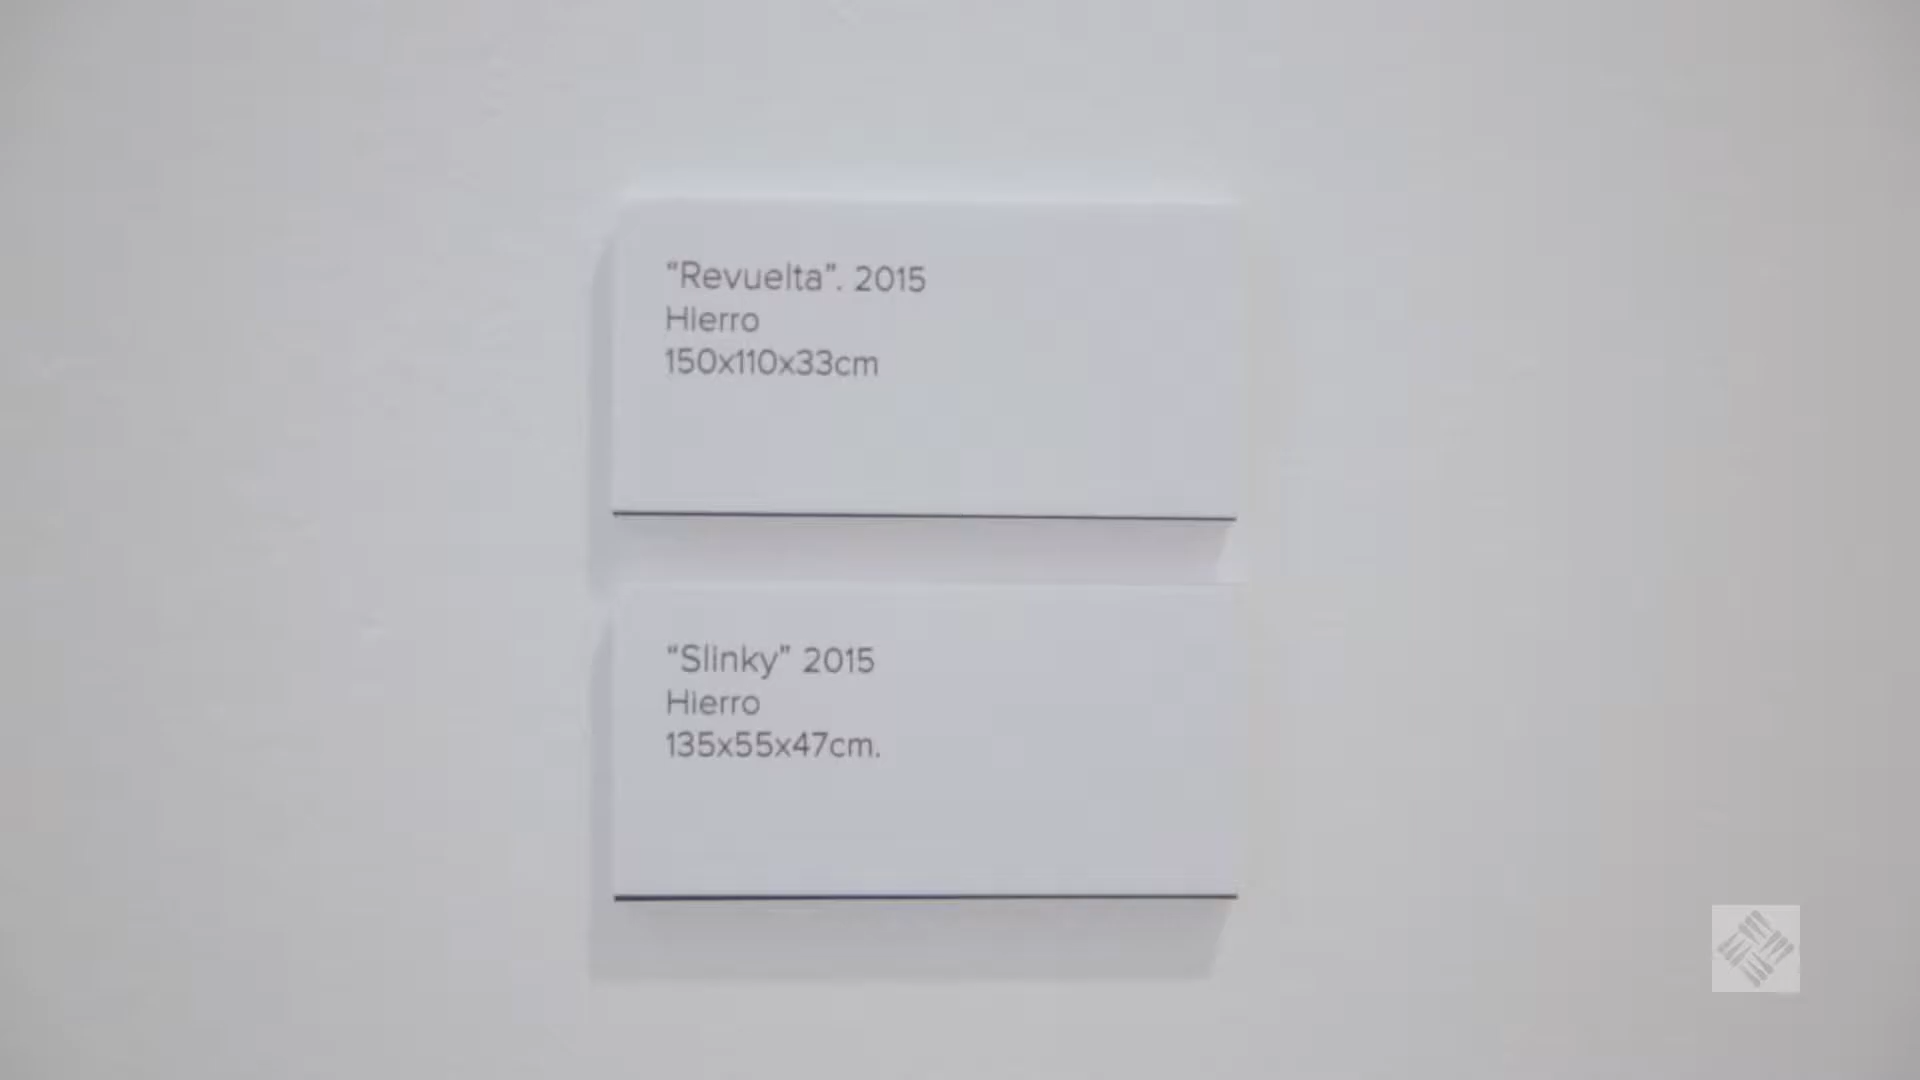 “Revuelta”. 2015
Hierro
150x110x33cm
“Slinky” 2015
Hierro
135x55x47cm.